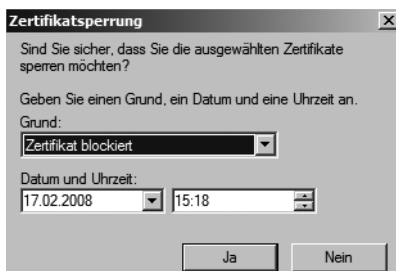 Zertifikatsperrung
Sind Sie sicher, dass Sie die ausgewählten Zertifikate
sperren möchten?
Geben Sie einen Grund, ein Datum und eine Uhrzeit an.
Grund:
Zertifikat blockiert
Datum und Uhrzeit:
17.02.2008 15:18
Ja Nein